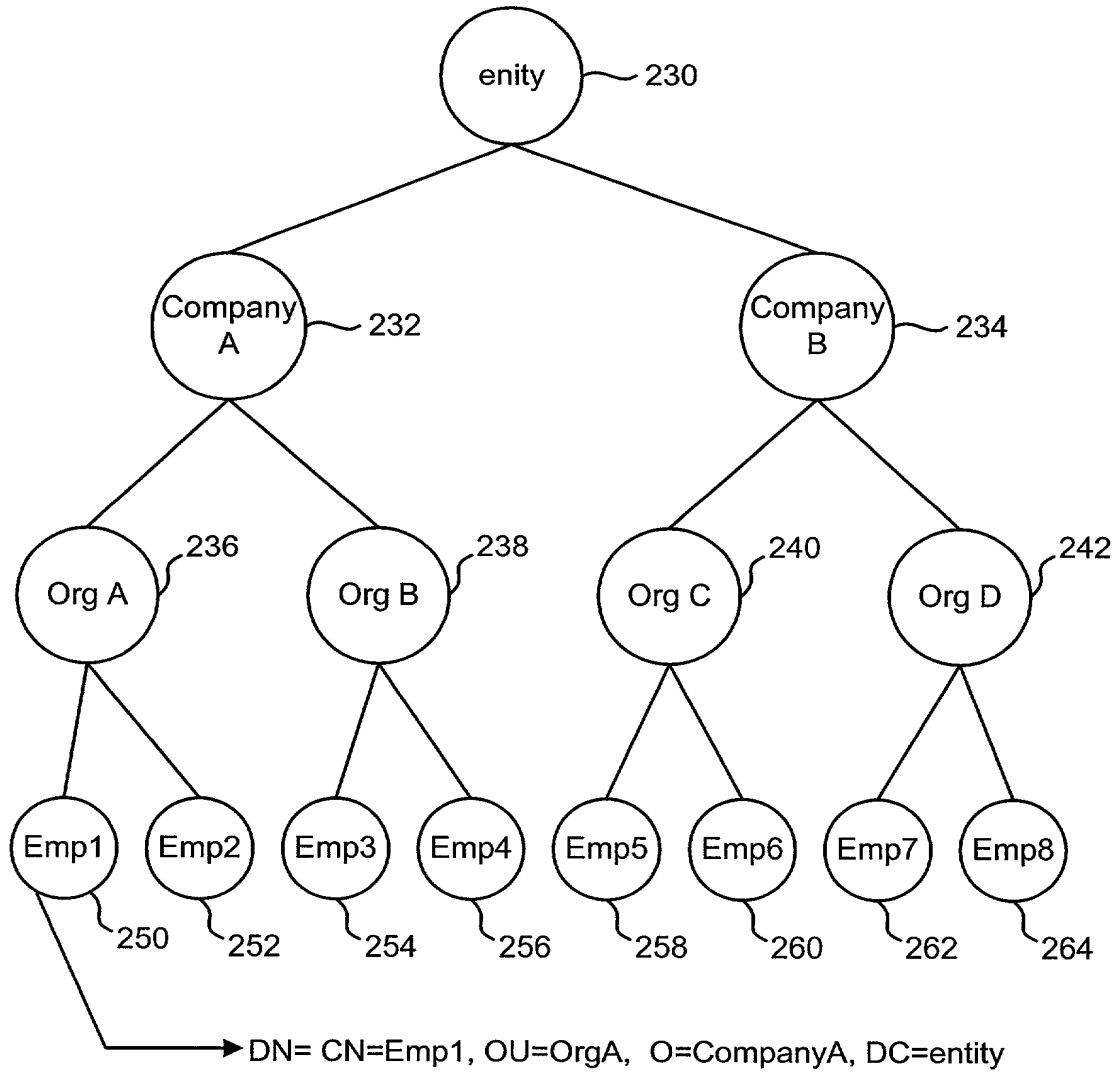 enity
230
Company
A
232
Company
B
234
Org A
236
Org B
238
Org C
240
Org D
242
Emp1
Emp2
Emp3
Emp4
Emp5
Emp6
Emp7
Emp8
250
252
254
256
258
260
262
264
DN= CN=Emp1, OU=OrgA, O=CompanyA, DC=entity